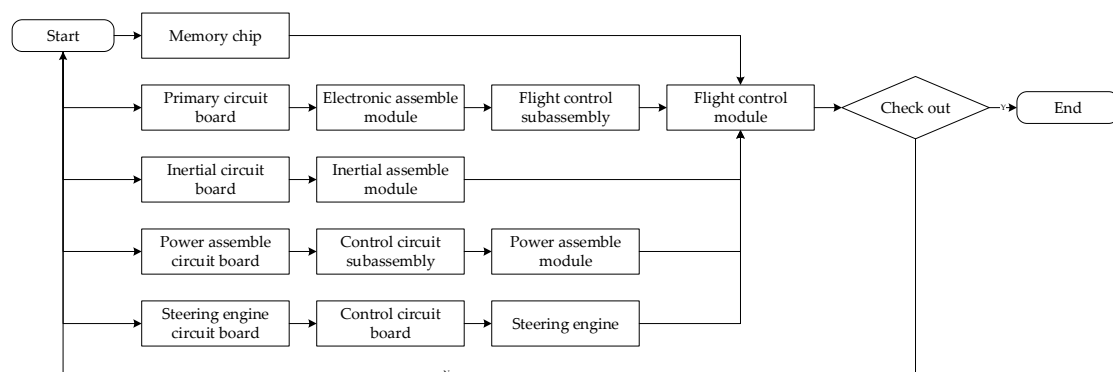 Start
Memory chip
Primary circuit
board
Electronic assemble
module
Flight control
subassembly
Flight control
module
Check out
Y
End
Inertial circuit
board
Inertial assemble
module
Power assemble
circuit board
Control circuit
subassembly
Power assemble
module
Steering engine
circuit board
Control circuit
board
Steering engine